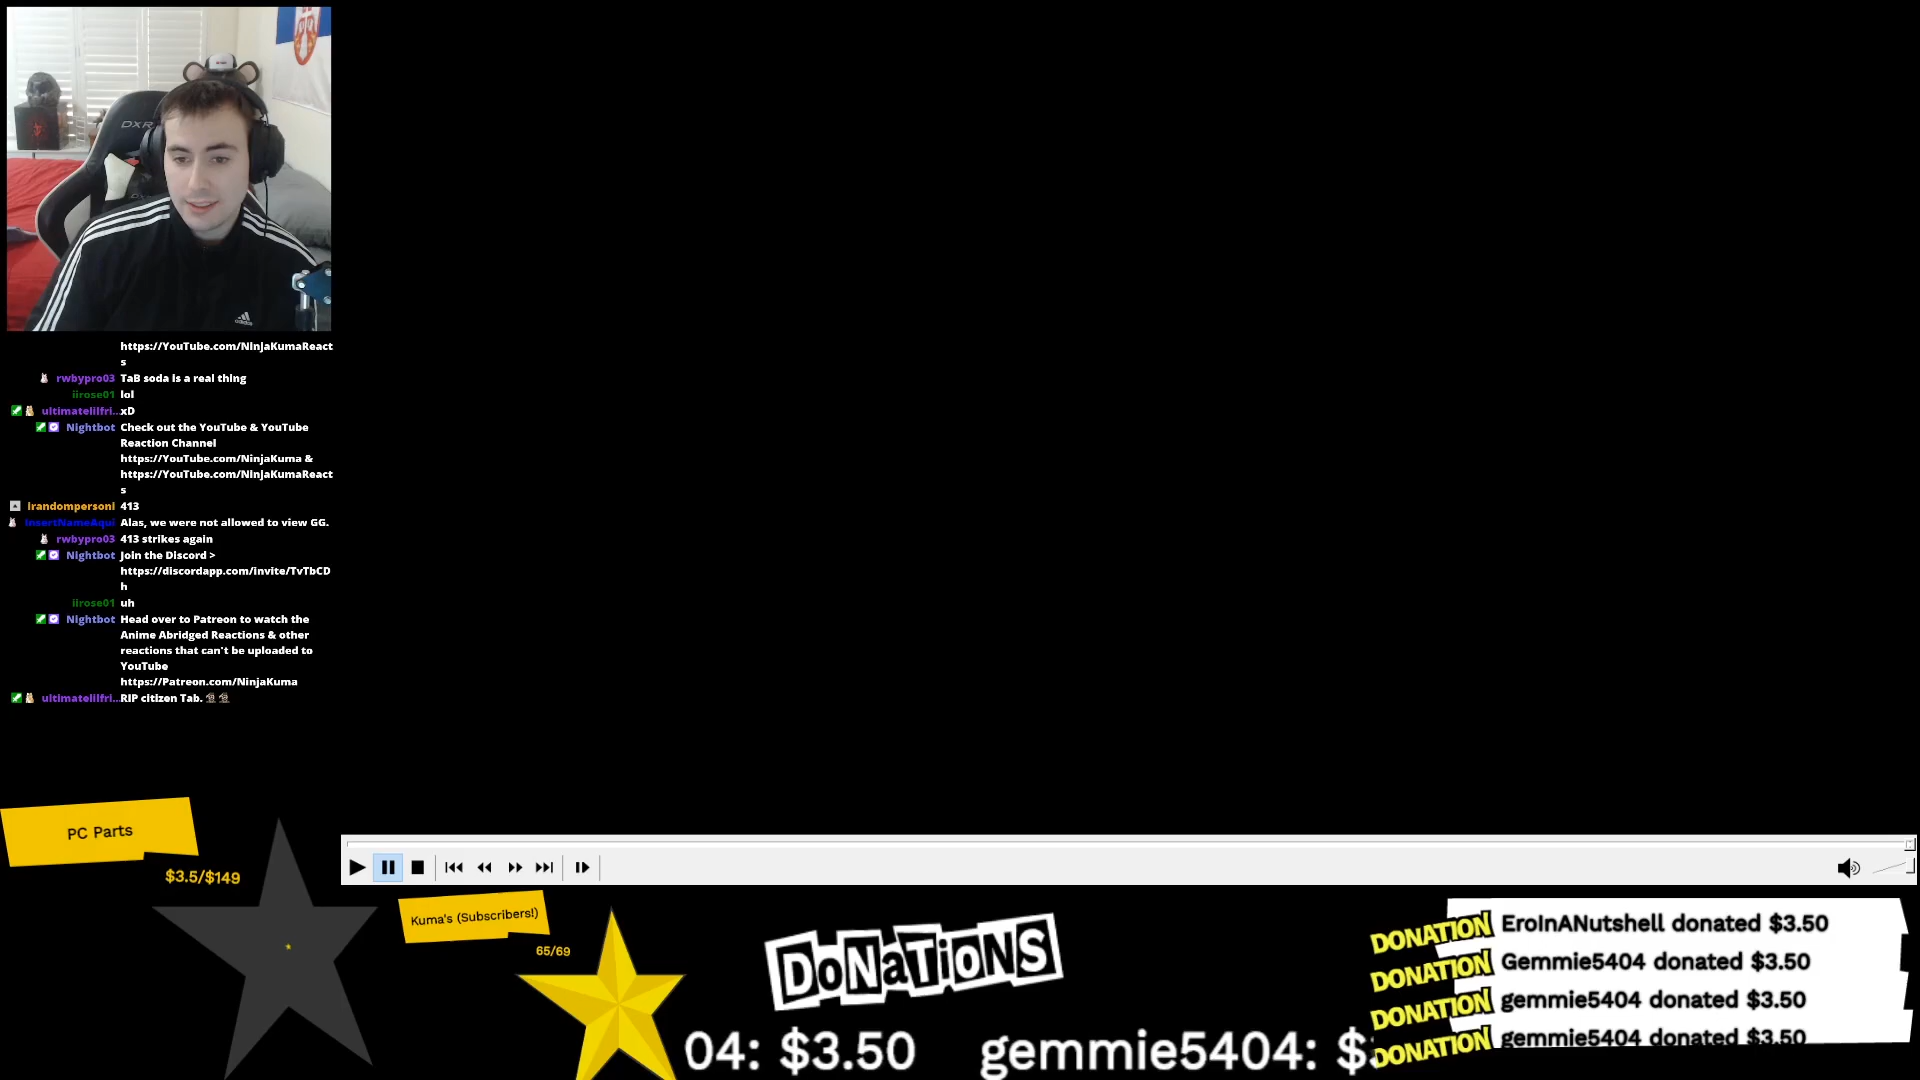 DXR
https://YouTube.com/NinjaKumaReact
s
rwbypro03 TaB soda is a real thing
iirose01 lol
ultimatelilfri... xD
Nightbot Check out the YouTube & YouTube
Reaction Channel
https://YouTube.com/NinjaKuma &
https://YouTube.com/NinjaKumaReact
s
irandompersoni 413
InsertNameAqui Alas, we were not allowed to view GG.
rwbypro03 413 strikes again
Nightbot Join the Discord >
https://discordapp.com/invite/TvTbCD
h
iirose01 uh
Nightbot Head over to Patreon to watch the
Anime Abridged Reactions & other
reactions that can't be uploaded to
YouTube
https://Patreon.com/NinjaKuma
ultimatelilfri... RIP citizen Tab.
PC Parts
$3.5/$149
Kuma's (Subscribers!)
65/69
DoNaTiONS
04: $3.50 gemmie5404: $
DONATION EroInANutshell donated $3.50
DONATION Gemmie5404 donated $3.50
DONATION gemmie5404 donated $3.50
DONATION gemmie5404 donated $3.50